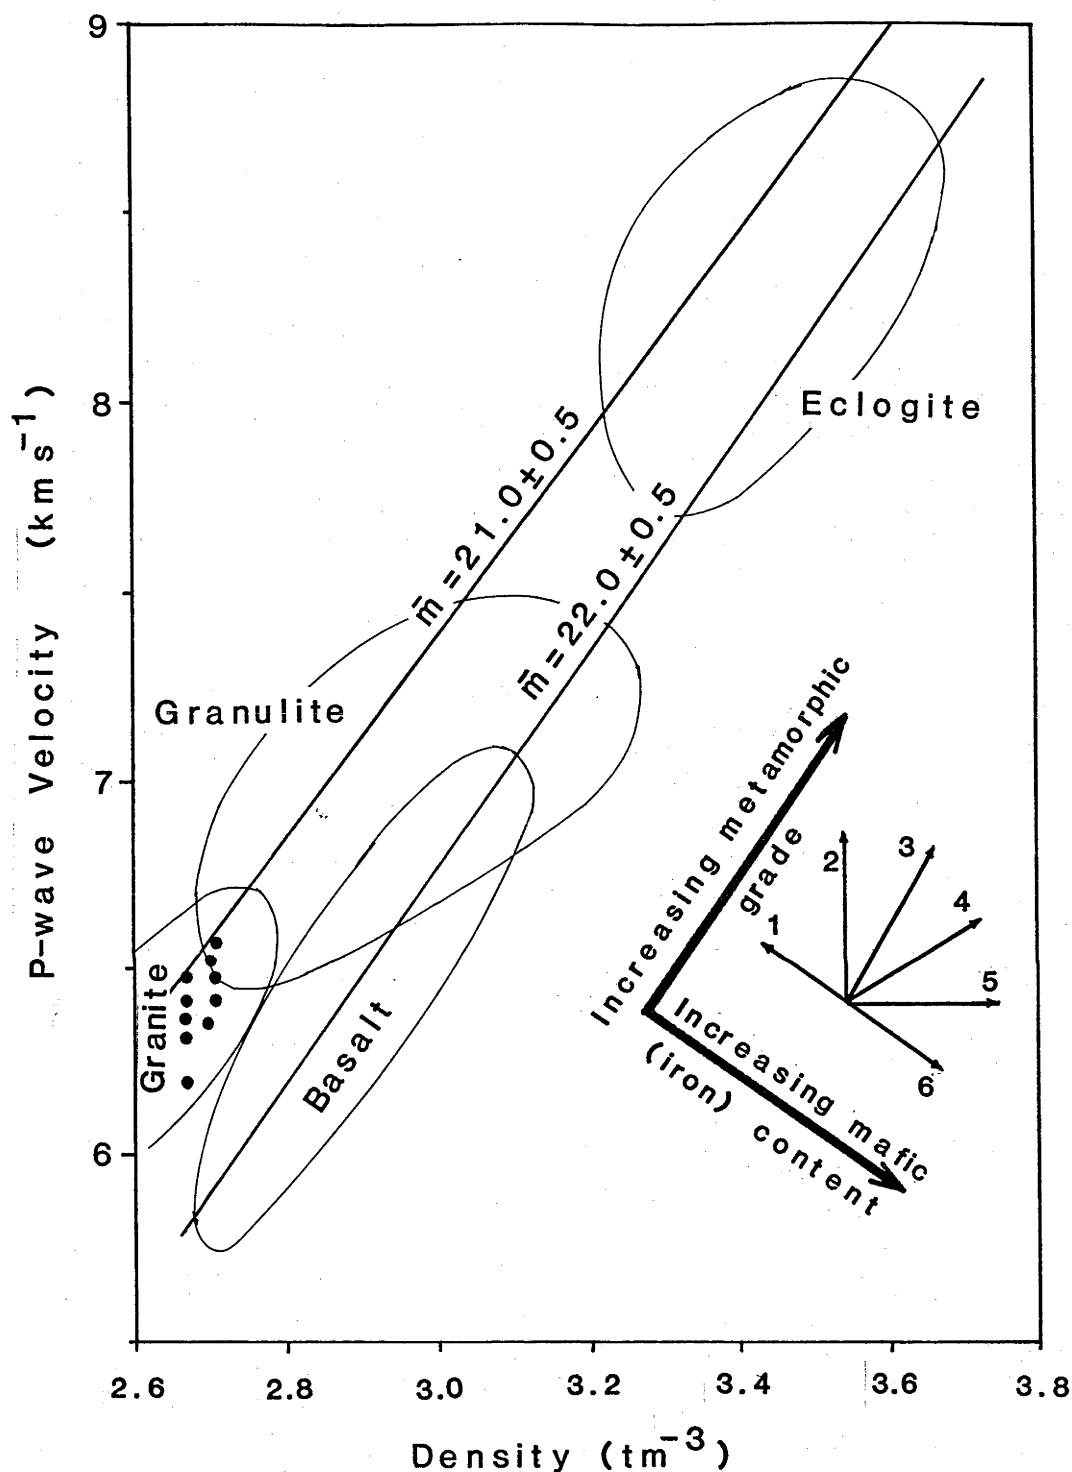 9
8
7
6
P-wave Velocity (kms⁻¹)
m̄ =21.0±0.5
m̄ =22.0±0.5
Eclogite
Granulite
Granite
Basalt
Increasing metamorphic
grade
Increasing mafic
(iron) content
1
2
3
4
5
6
2.6 2.8 3.0 3.2 3.4 3.6 3.8
Density (tm⁻³)